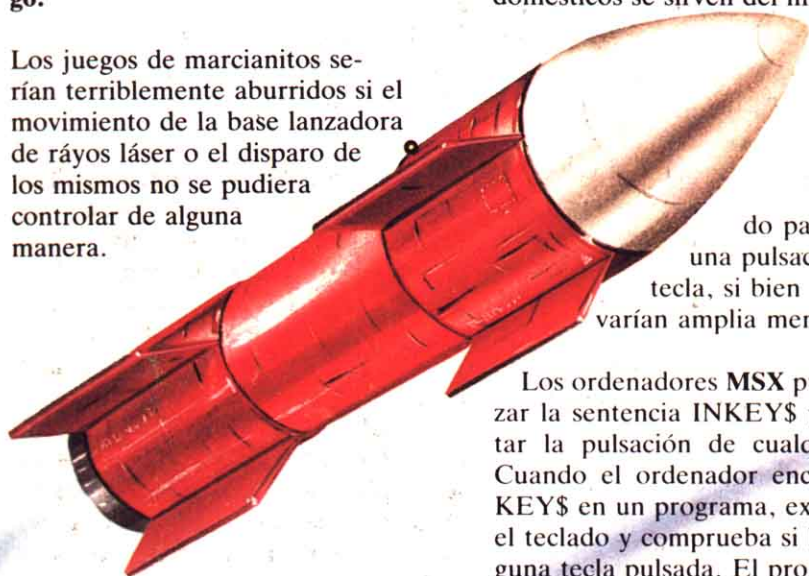 go.
Los juegos de marcianitos se-
rían terriblemente aburridos si el
movimiento de la base lanzadora
de ráyos láser o el disparo de
los mismos no se pudiera
controlar de alguna
manera.
do pa
una pulsac
tecla, si bien
varían amplia men
Los ordenadores MSX p
zar la sentencia INKEY$
tar la pulsación de cualq
Cuando el ordenador enc
KEY$ en un programa, ex
el teclado y comprueba si
guna tecla pulsada. El pro